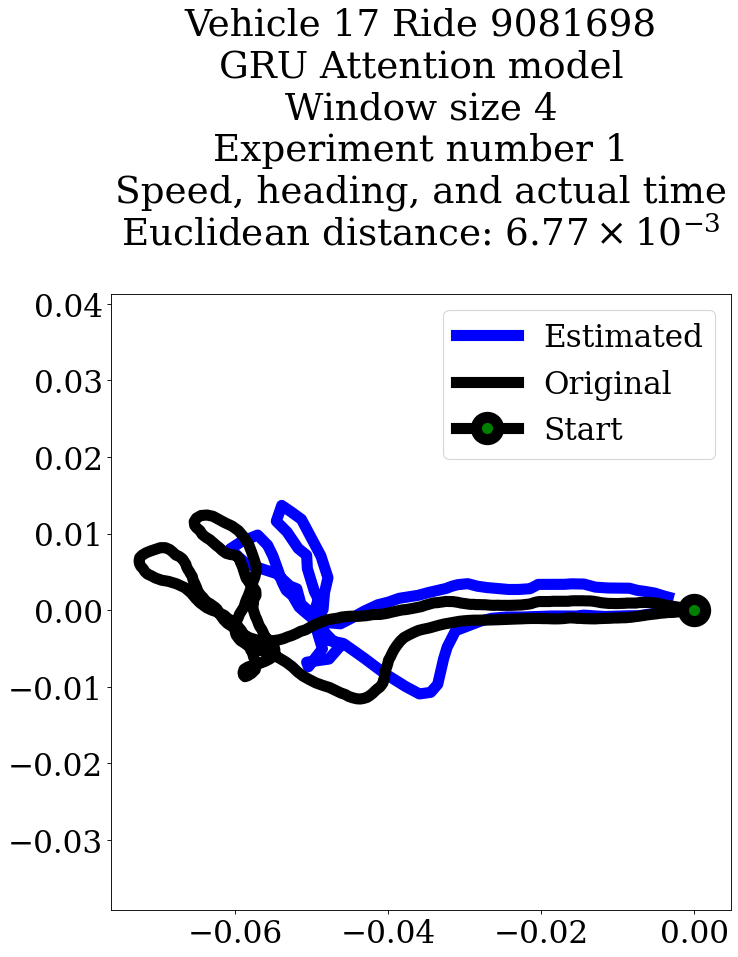 Vehicle 17 Ride 9081698
GRU Attention model
Window size 4
Experiment number 1
Speed, heading, and actual time
Euclidean distance: 6.77 × 10⁻³
0.04
0.03
0.02
0.01
0.00
−0.01
−0.02
−0.03
Estimated
Original
Start
−0.06
−0.04
−0.02
0.00